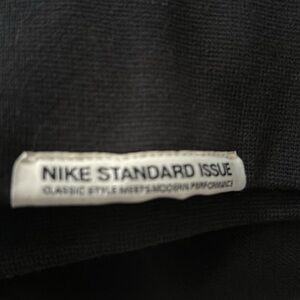 NIKE STANDARD ISSUE
CLASSIC STYLE MEETS MODERN PERFORMANCE